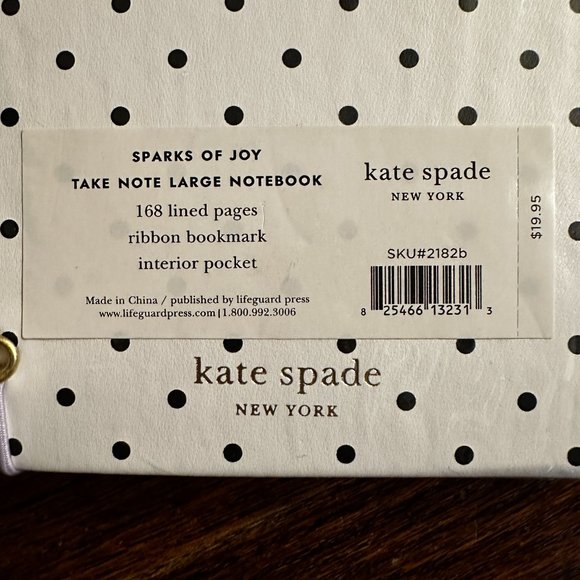 SPARKS OF JOY
TAKE NOTE LARGE NOTEBOOK
168 lined pages
ribbon bookmark
interior pocket
Made in China / published by lifeguard press
www.lifeguardpress.com | 1.800.992.3006
kate spade
NEW YORK
SKU#2182b
8 25466 13231 3
$19.95
kate spade
NEW YORK